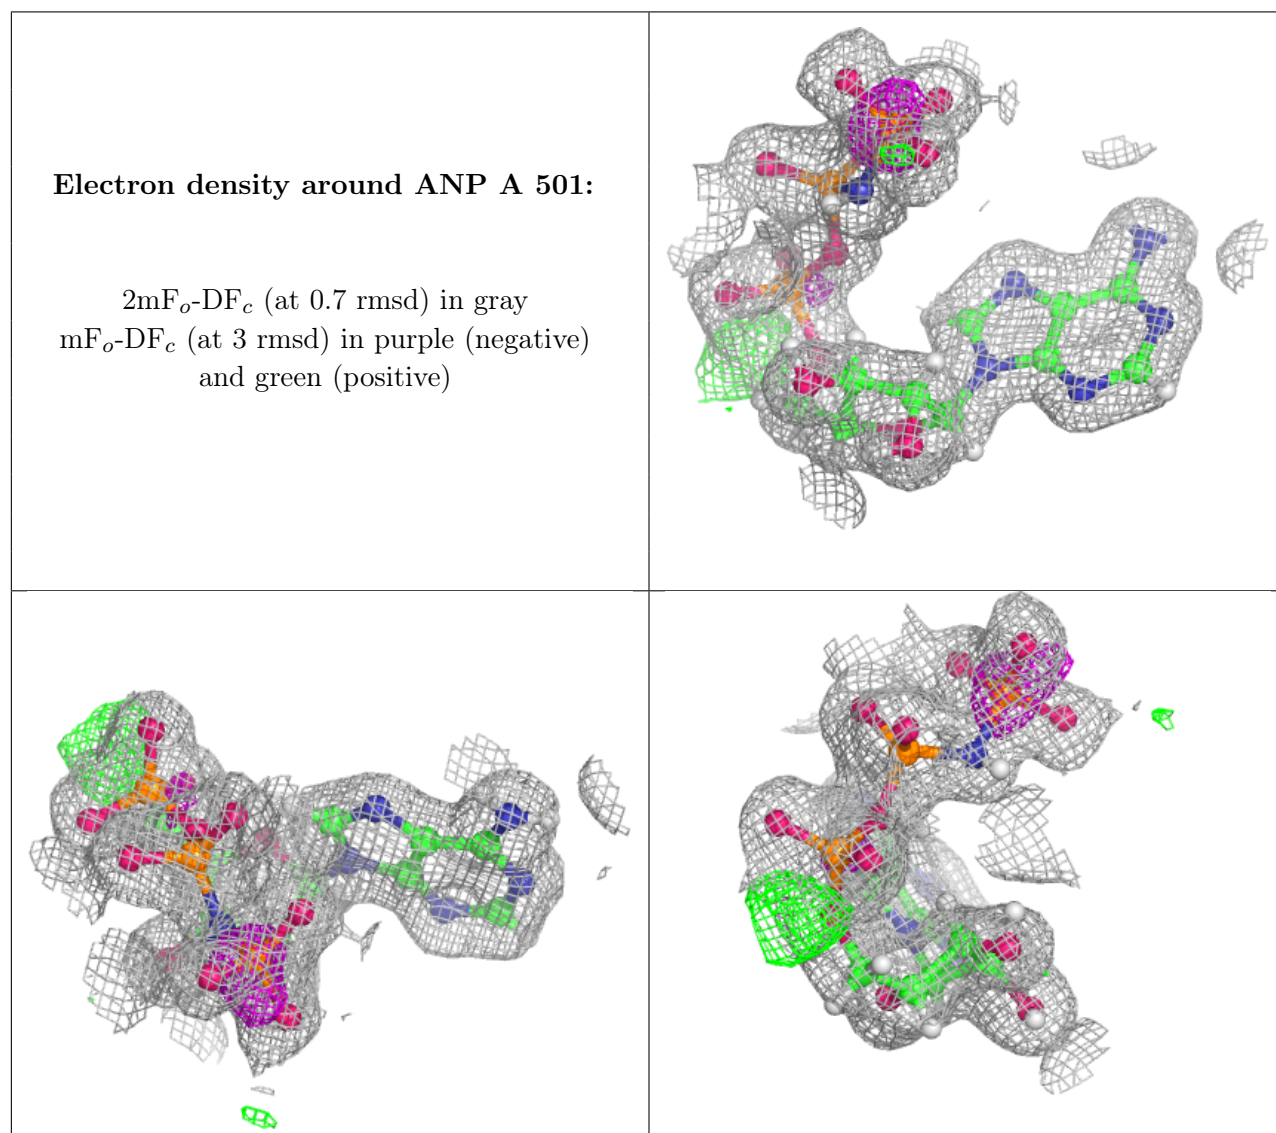 Electron density around ANP A 501:
2mFo-DFc (at 0.7 rmsd) in gray
mFo-DFc (at 3 rmsd) in purple (negative)
and green (positive)